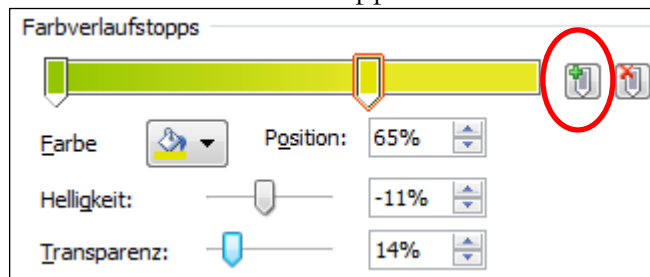 Farbverlaufstopps
Farbe Position: 65%
Helligkeit: -11%
Transparenz: 14%